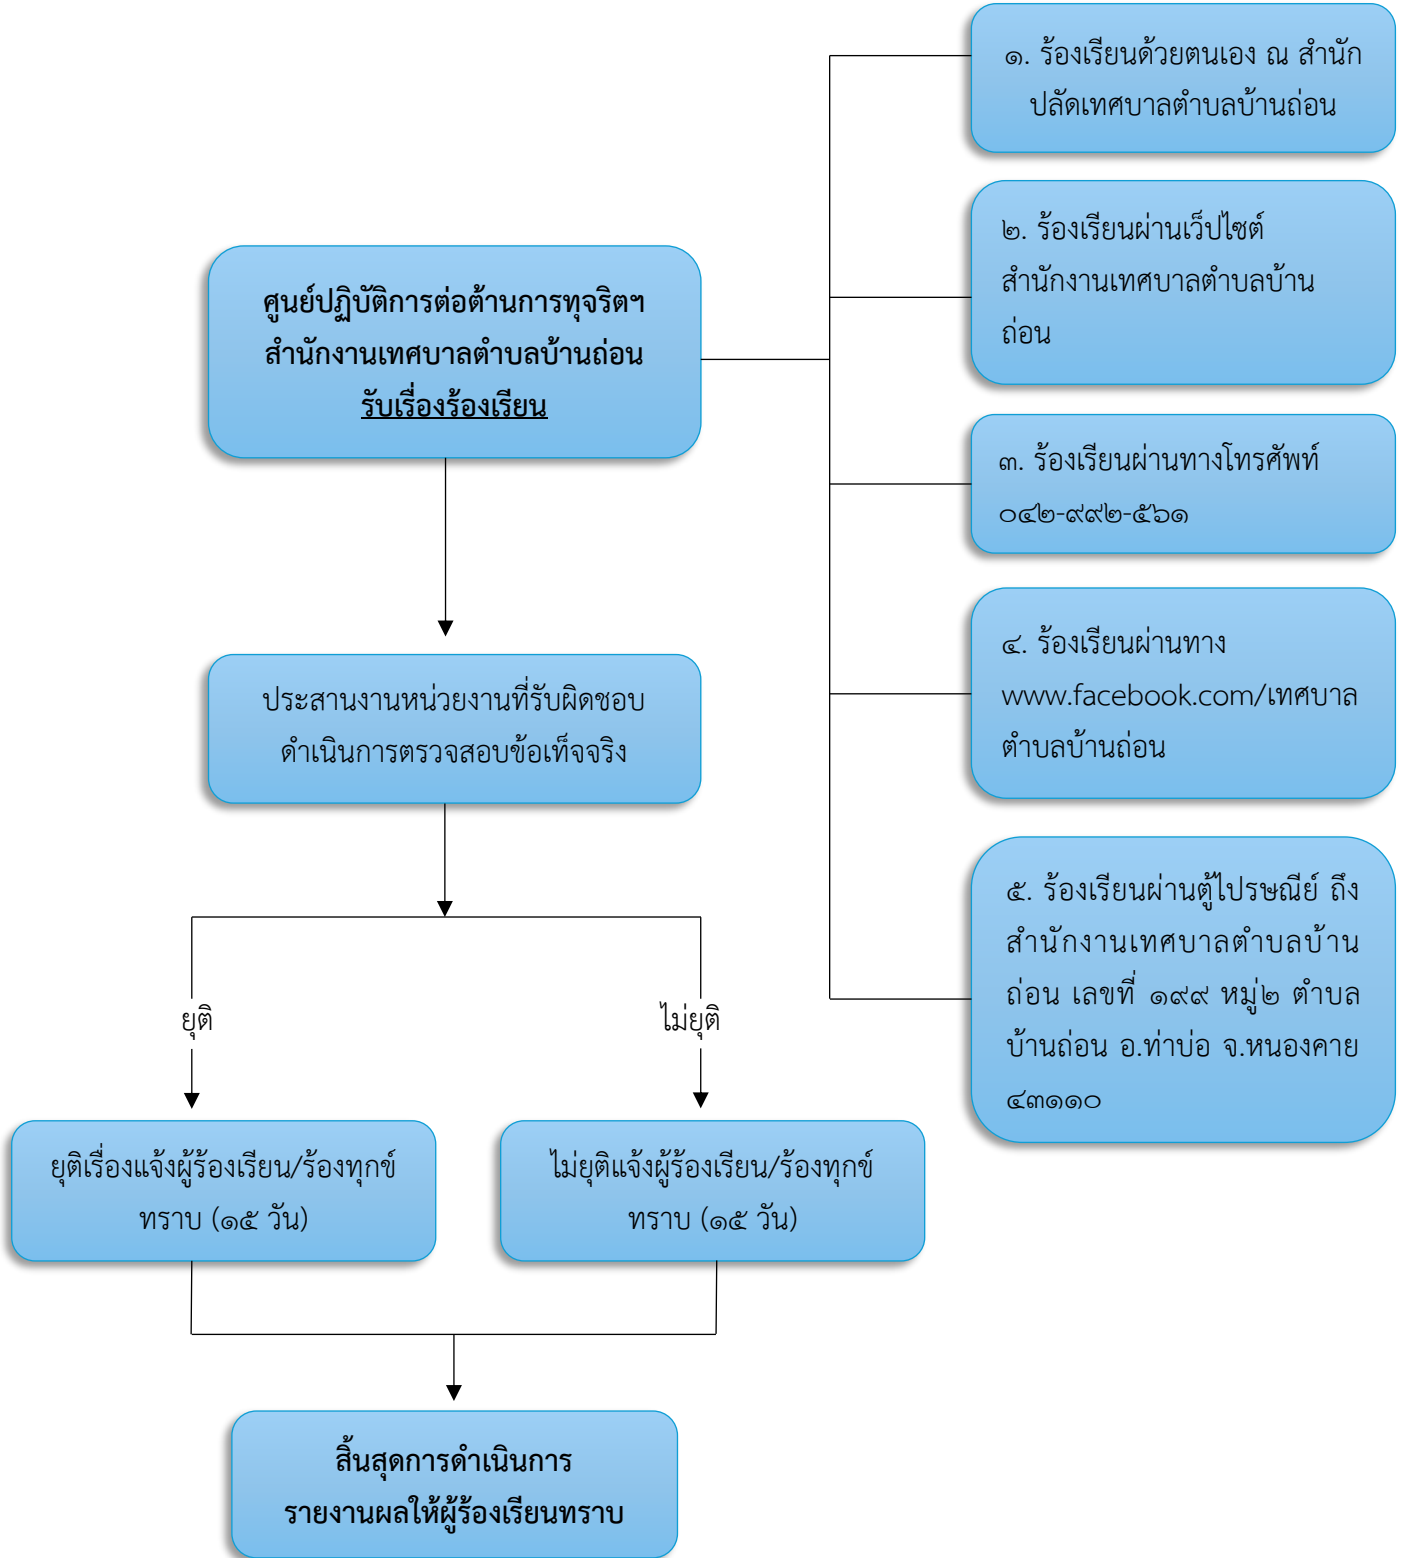 ๑. ร้องเรียนด้วยตนเอง ณ สำนัก
ปลัดเทศบาลตำบลบ้านถ่อน
๒. ร้องเรียนผ่านเว็ปไซต์
สำนักงานเทศบาลตำบลบ้าน
ถ่อน
ศูนย์ปฏิบัติการต่อต้านการทุจริตฯ
สำนักงานเทศบาลตำบลบ้านถ่อน
รับเรื่องร้องเรียน
๓. ร้องเรียนผ่านทางโทรศัพท์
๐๔๒-๙๙๒-๕๖๑
๔. ร้องเรียนผ่านทาง
www.facebook.com/เทศบาล
ตำบลบ้านถ่อน
ประสานงานหน่วยงานที่รับผิดชอบ
ดำเนินการตรวจสอบข้อเท็จจริง
๕. ร้องเรียนผ่านตู้ไปรษณีย์ ถึง
สำนักงานเทศบาลตำบลบ้าน
ถ่อน เลขที่ ๑๙๙ หมู่๒ ตำบล
บ้านถ่อน อ.ท่าบ่อ จ.หนองคาย
๔๓๑๑๐
ยุติ
ไม่ยุติ
ยุติเรื่องแจ้งผู้ร้องเรียน/ร้องทุกข์
ทราบ (๑๕ วัน)
ไม่ยุติแจ้งผู้ร้องเรียน/ร้องทุกข์
ทราบ (๑๕ วัน)
สิ้นสุดการดำเนินการ
รายงานผลให้ผู้ร้องเรียนทราบ